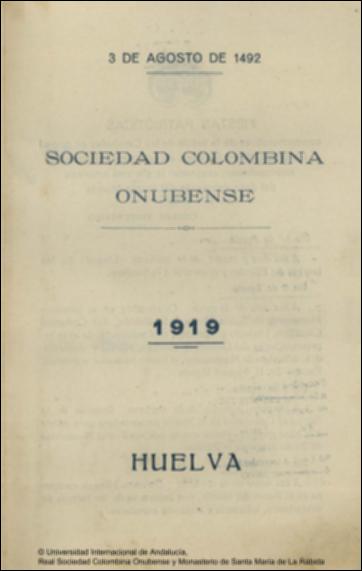 3 DE AGOSTO DE 1492
SOCIEDAD COLOMBINA
ONUBENSE
1919
HUELVA
© Universidad Internacional de Andalucía,
Real Sociedad Colombina Onubense y Monasterio de Santa María de La Rábida